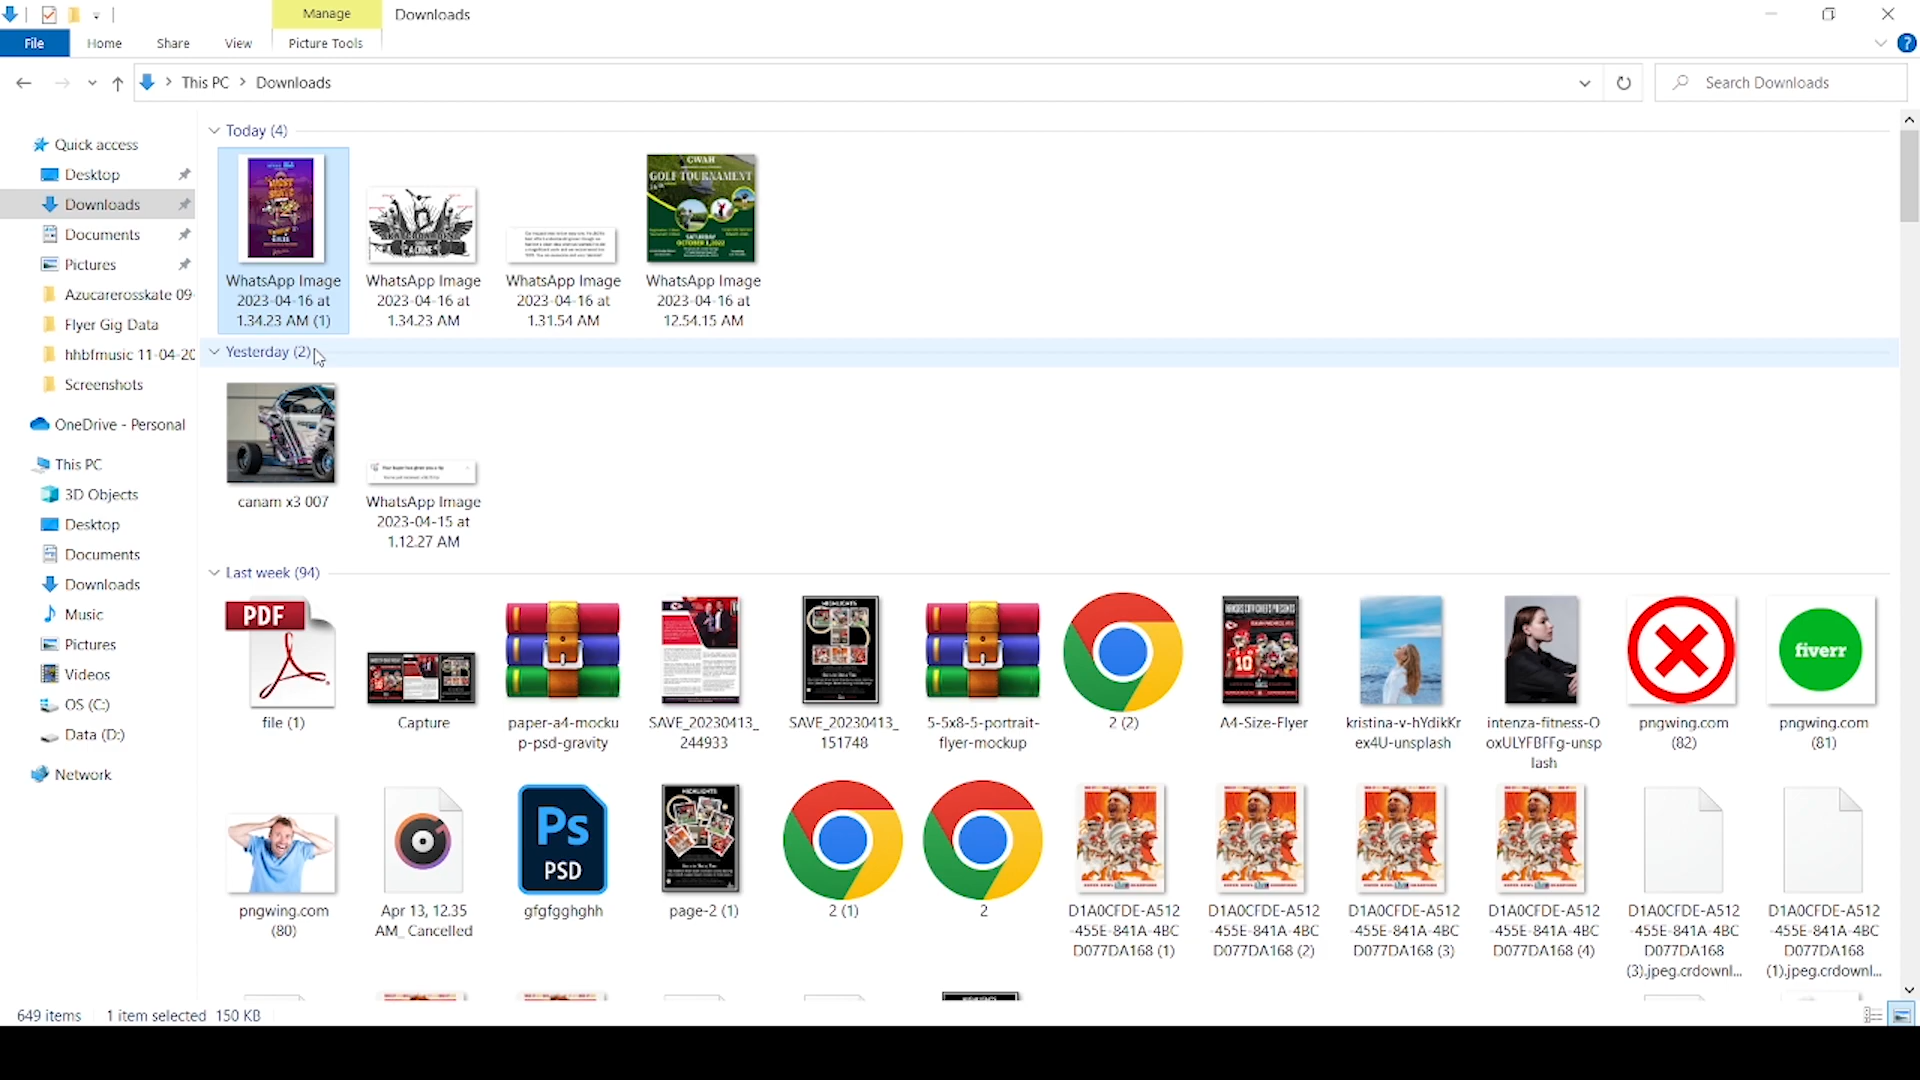 Manage
Downloads
File
Home
Share
View
Picture Tools
This PC
Downloads
Search Downloads
Quick access
Desktop
Downloads
Documents
Pictures
Azucarerosskate 09-
Flyer Gig Data
hhbfmusic 11-04-20
Screenshots
OneDrive - Personal
This PC
3D Objects
Desktop
Documents
Downloads
Music
Pictures
Videos
OS (C:)
Data (D:)
Network
Today (4)
GWAH
GOLF TOURNAMENT
SATURDAY
OCTOBER 1,2022
WhatsApp Image
2023-04-16 at
1.34.23 AM (1)
WhatsApp Image
2023-04-16 at
1.34.23 AM
WhatsApp Image
2023-04-16 at
1.31.54 AM
WhatsApp Image
2023-04-16 at
12.54.15 AM
Yesterday (2)
canam x3 007
WhatsApp Image
2023-04-15 at
1.12.27 AM
Last week (94)
PDF
HIGHLIGHTS
fiverr
file (1)
Capture
paper-a4-mocku
p-psd-gravity
SAVE_20230413_
244933
SAVE_20230413_
151748
5-5x8-5-portrait-
flyer-mockup
2 (2)
A4-Size-Flyer
kristina-v-hYdikKr
ex4U-unsplash
intenza-fitness-O
oxULYFBFFg-unsp
lash
pngwing.com
(82)
pngwing.com
(81)
Ps
PSD
HIGHLIGHTS
pngwing.com
(80)
Apr 13, 12.35
AM_ Cancelled
gfgfgghghh
page-2 (1)
2 (1)
2
D1A0CFDE-A512
-455E-841A-4BC
D077DA168 (1)
D1A0CFDE-A512
-455E-841A-4BC
D077DA168 (2)
D1A0CFDE-A512
-455E-841A-4BC
D077DA168 (3)
D1A0CFDE-A512
-455E-841A-4BC
D077DA168 (4)
D1A0CFDE-A512
-455E-841A-4BC
D077DA168
(3).jpeg.crdownl...
D1A0CFDE-A512
-455E-841A-4BC
D077DA168
(1).jpeg.crdownl...
649 items
1 item selected 150 KB